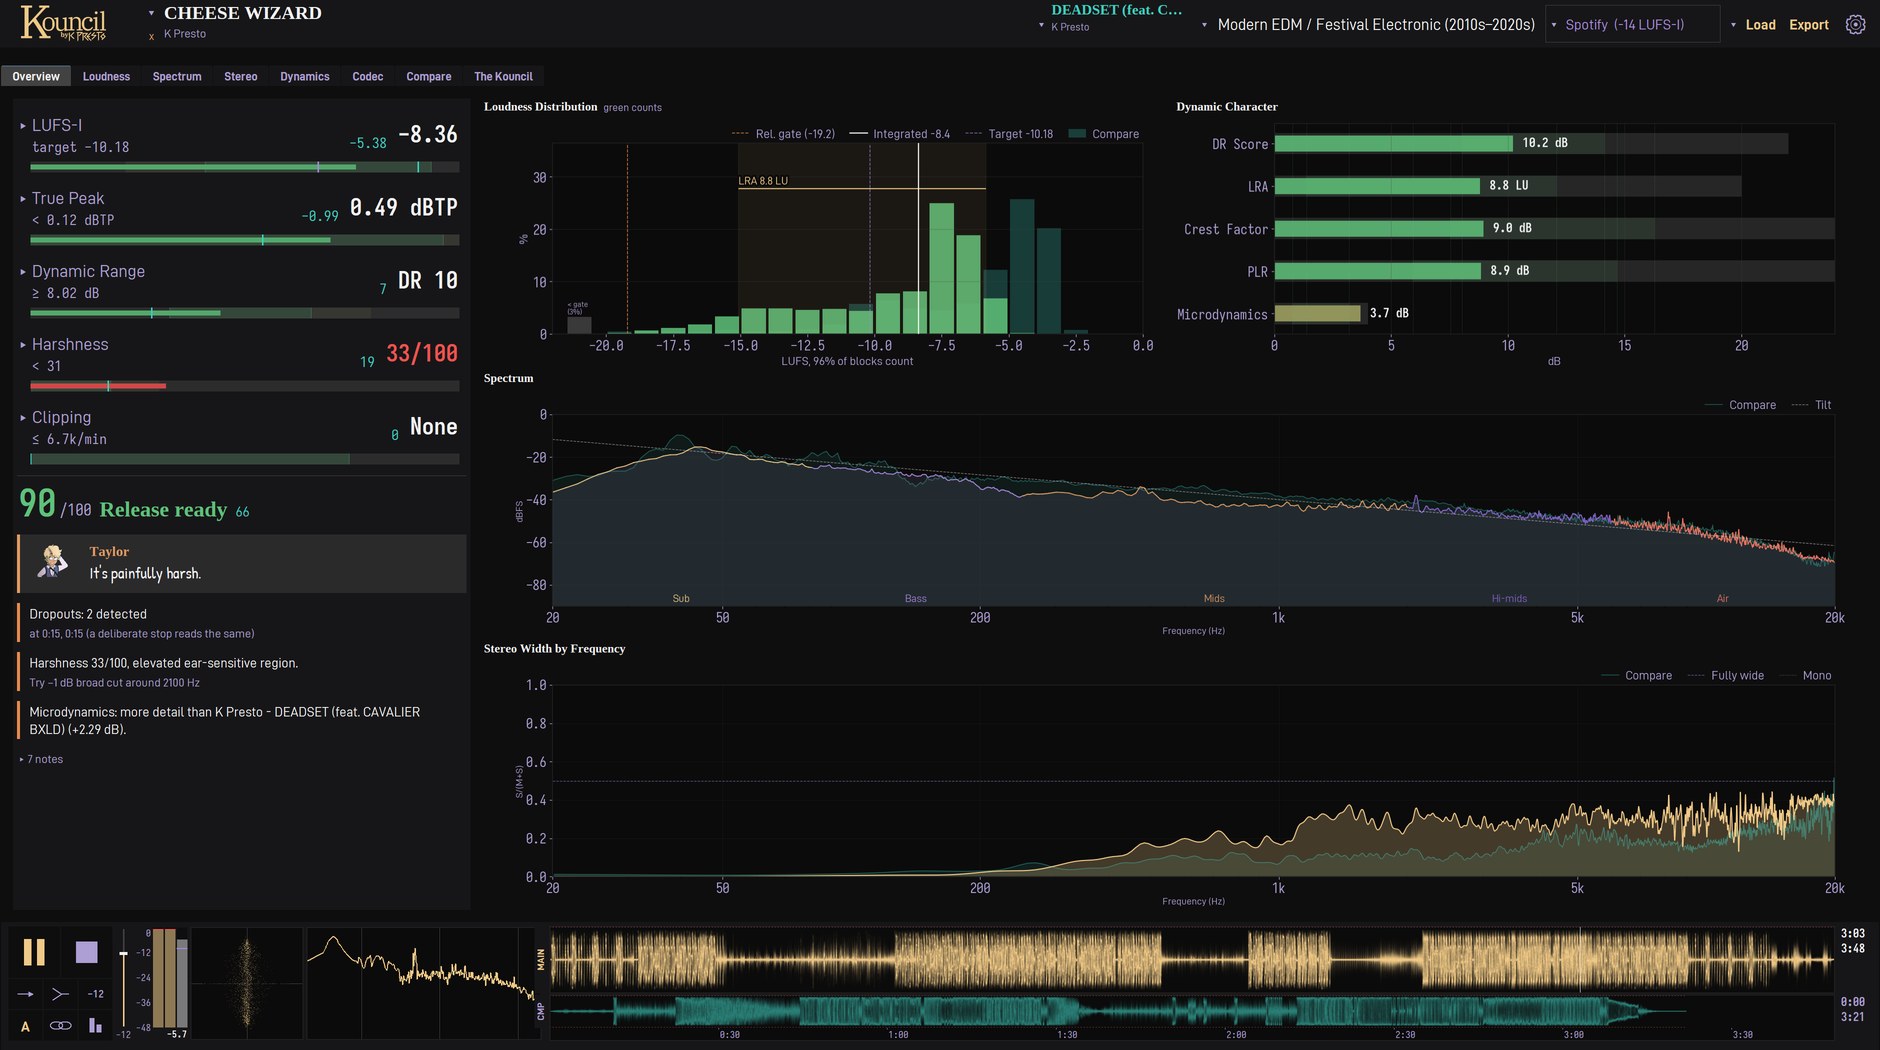 Kouncil
by K PRESTO
▾ CHEESE WIZARD
x K Presto
DEADSET (feat. C...
▾ K Presto
▾ Modern EDM / Festival Electronic (2010s–2020s)
▾ Spotify (-14 LUFS-I)
▾ Load Export
Overview Loudness Spectrum Stereo Dynamics Codec Compare The Kouncil
▸ LUFS-I
target -10.18
-5.38 -8.36
▸ True Peak
< 0.12 dBTP
-0.99 0.49 dBTP
▸ Dynamic Range
≥ 8.02 dB
7 DR 10
▸ Harshness
< 31
19 33/100
▸ Clipping
≤ 6.7k/min
0 None
90/100 Release ready 66
Taylor
It's painfully harsh.
Dropouts: 2 detected
at 0:15, 0:15 (a deliberate stop reads the same)
Harshness 33/100, elevated ear-sensitive region.
Try -1 dB broad cut around 2100 Hz
Microdynamics: more detail than K Presto - DEADSET (feat. CAVALIER
BXLD) (+2.29 dB).
▸ 7 notes
Loudness Distribution green counts
Rel. gate (-19.2) Integrated -8.4 Target -10.18 Compare
LRA 8.8 LU
30
20
10
0
%
< gate
(3%)
-20.0 -17.5 -15.0 -12.5 -10.0 -7.5 -5.0 -2.5 0.0
LUFS, 96% of blocks count
Dynamic Character
DR Score 10.2 dB
LRA 8.8 LU
Crest Factor 9.0 dB
PLR 8.9 dB
Microdynamics 3.7 dB
0 5 10 15 20
dB
Spectrum
Compare Tilt
0
-20
-40
-60
-80
dBFS
Sub Bass Mids Hi-mids Air
20 50 200 1k 5k 20k
Frequency (Hz)
Stereo Width by Frequency
Compare Fully wide Mono
1.0
0.8
0.6
0.4
0.2
0.0
S/(M+S)
20 50 200 1k 5k 20k
Frequency (Hz)
-12
A
-12
0
-12
-24
-36
-48
-5.7
MAIN
CMP
3:03
3:48
0:00
3:21
0:30 1:00 1:30 2:00 2:30 3:00 3:30